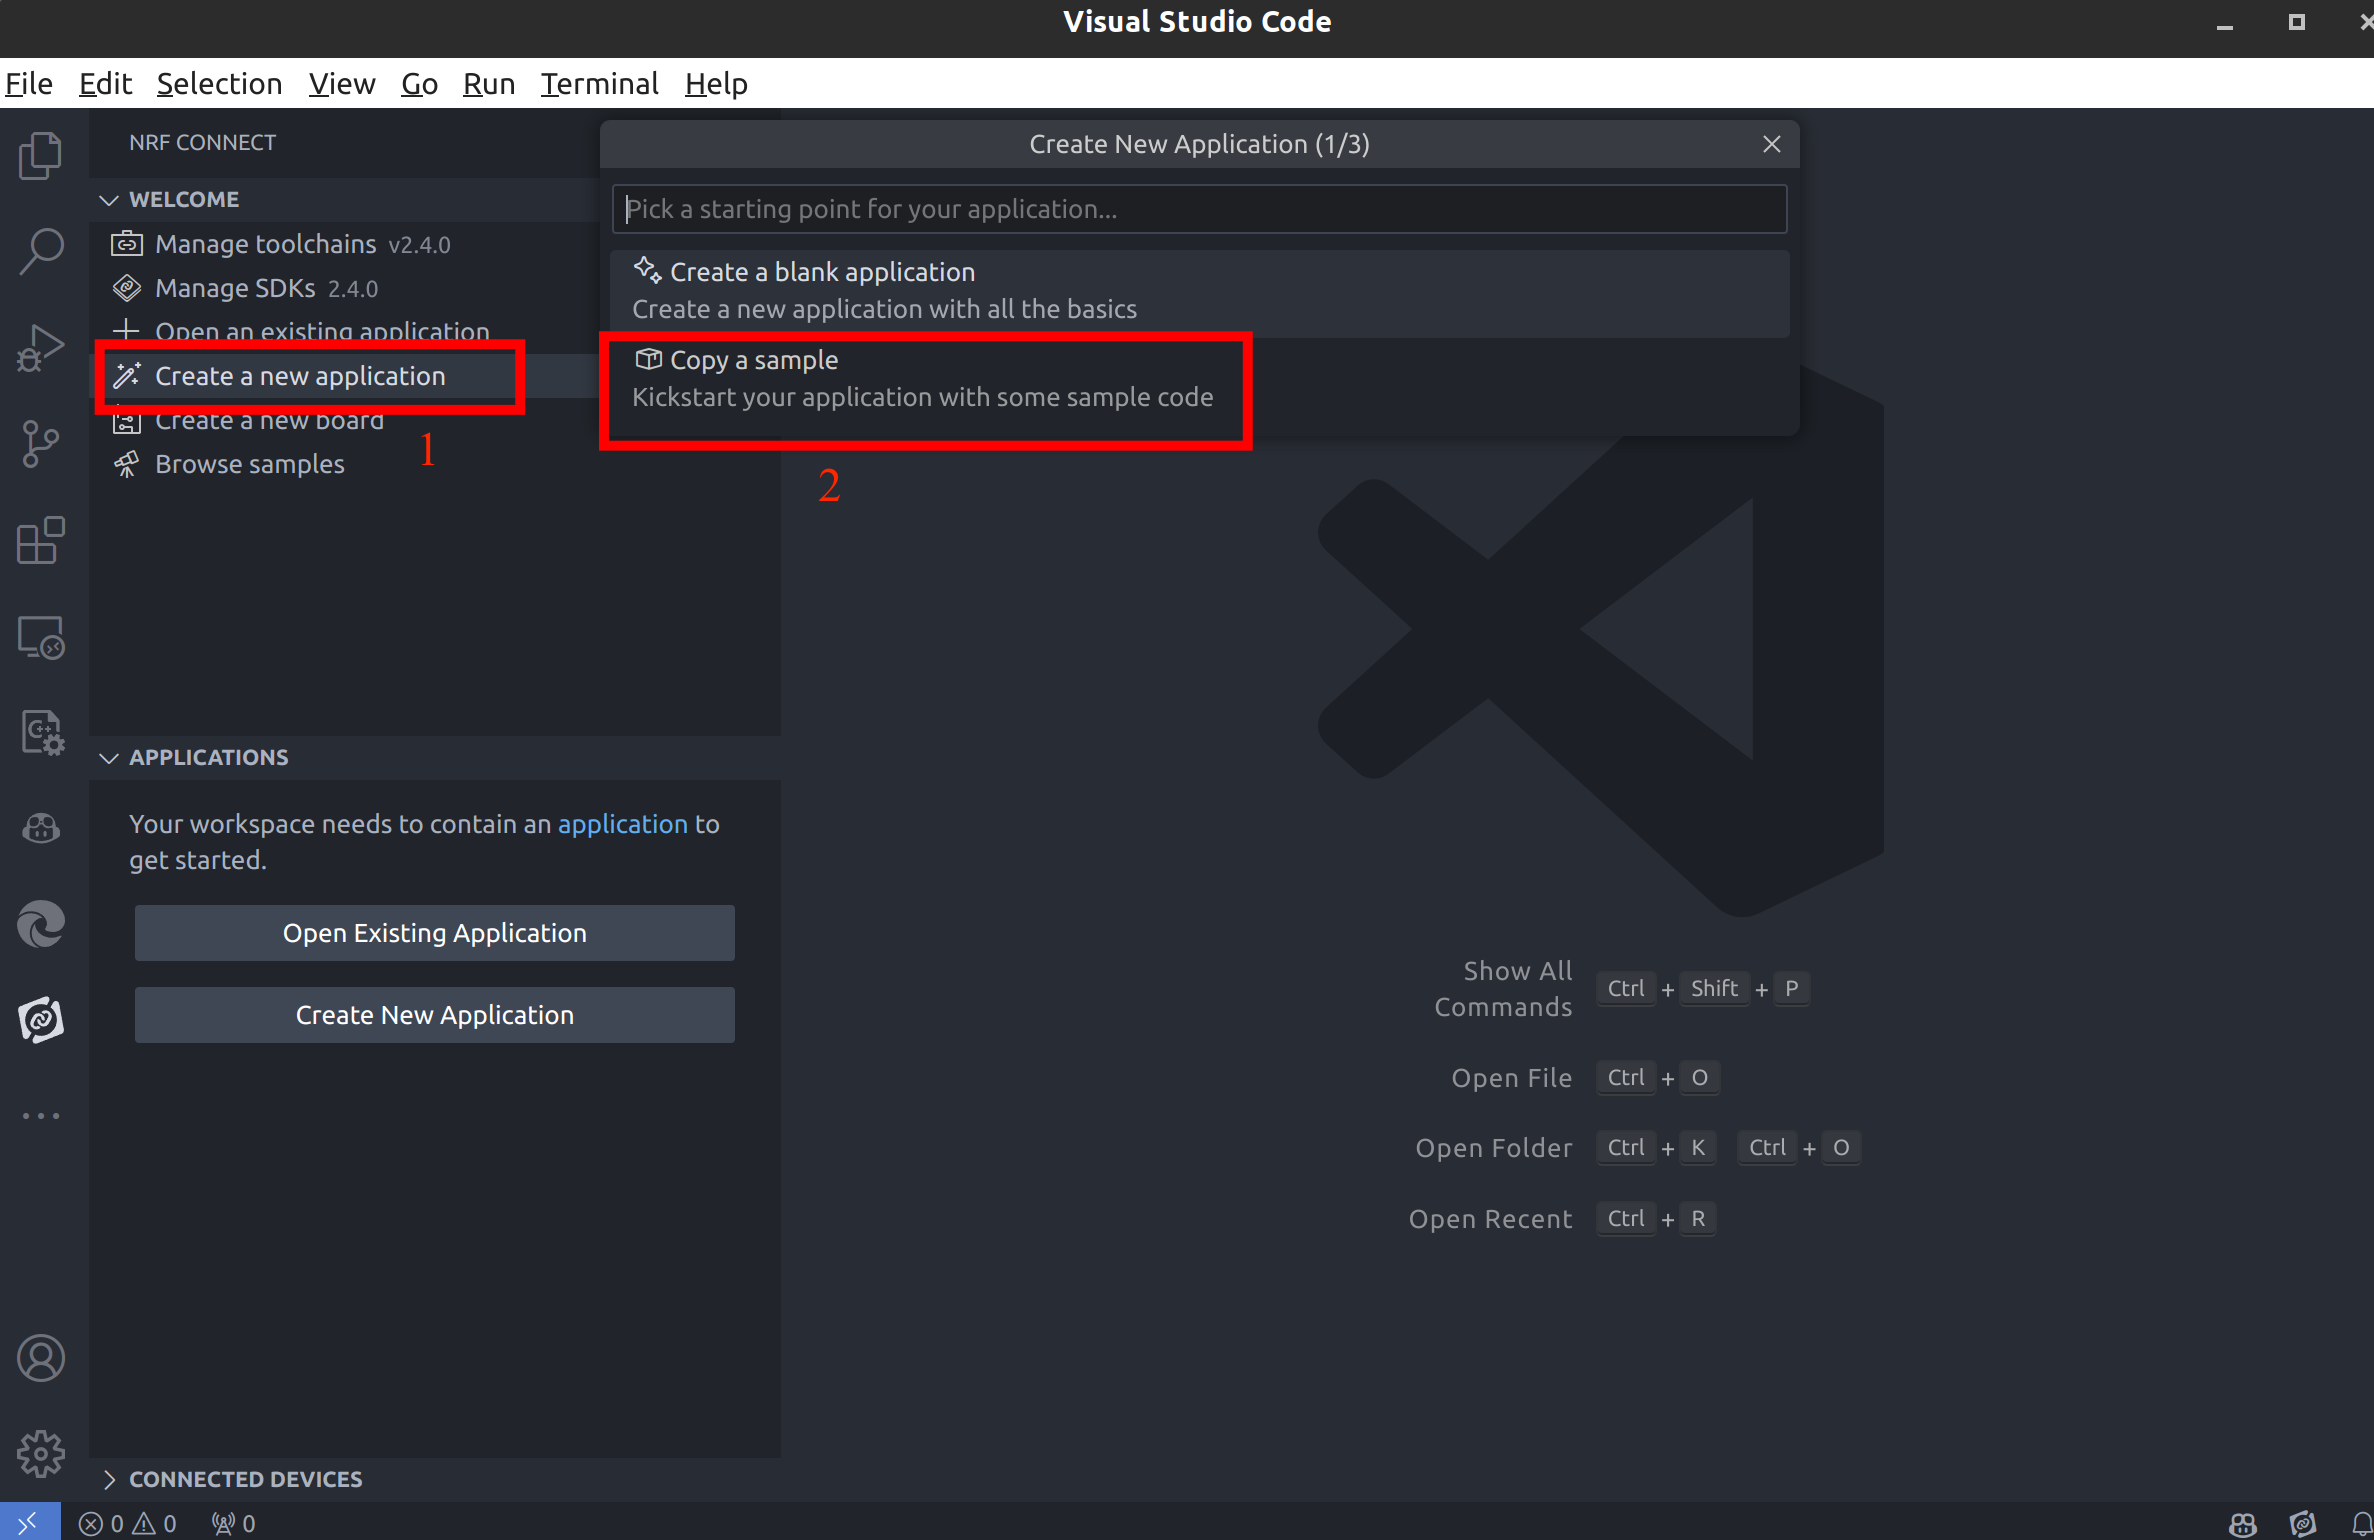 Visual Studio Code
File Edit Selection View Go Run Terminal Help
NRF CONNECT
WELCOME
Manage toolchains v2.4.0
Manage SDKs 2.4.0
Open an existing application
Create a new application
Create a new board
1
Browse samples
Create New Application (1/3)
Pick a starting point for your application...
Create a blank application
Create a new application with all the basics
Copy a sample
Kickstart your application with some sample code
2
APPLICATIONS
Your workspace needs to contain an application to
get started.
Open Existing Application
Create New Application
Show All
Commands Ctrl + Shift + P
Open File Ctrl + O
Open Folder Ctrl + K Ctrl + O
Open Recent Ctrl + R
CONNECTED DEVICES
0 0 0